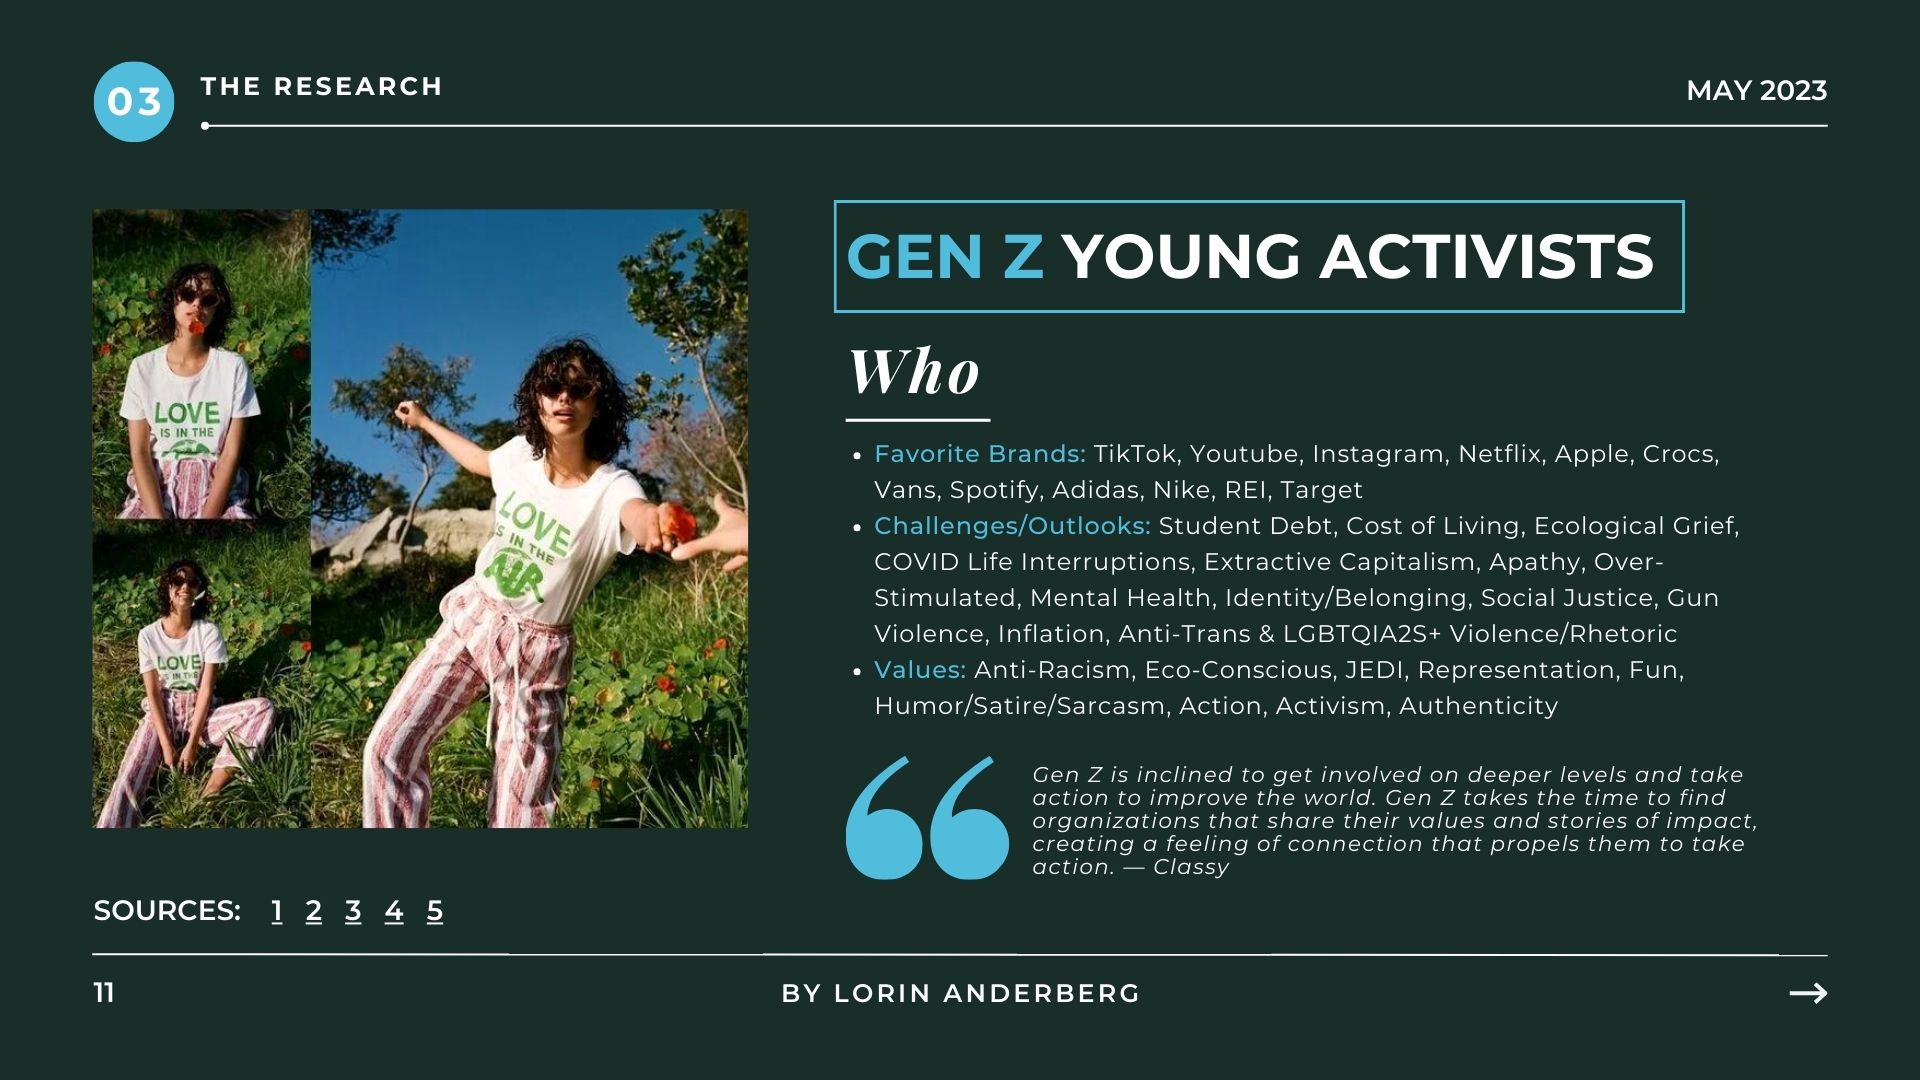 03
THE RESEARCH
MAY 2023
LOVE
IS IN THE
LOVE
IS IN THE
AIR
LOVE
IS IN THE
GEN Z YOUNG ACTIVISTS
Who
• Favorite Brands: TikTok, Youtube, Instagram, Netflix, Apple, Crocs,
Vans, Spotify, Adidas, Nike, REI, Target
• Challenges/Outlooks: Student Debt, Cost of Living, Ecological Grief,
COVID Life Interruptions, Extractive Capitalism, Apathy, Over-
Stimulated, Mental Health, Identity/Belonging, Social Justice, Gun
Violence, Inflation, Anti-Trans & LGBTQIA2S+ Violence/Rhetoric
• Values: Anti-Racism, Eco-Conscious, JEDI, Representation, Fun,
Humor/Satire/Sarcasm, Action, Activism, Authenticity
“
Gen Z is inclined to get involved on deeper levels and take
action to improve the world. Gen Z takes the time to find
organizations that share their values and stories of impact,
creating a feeling of connection that propels them to take
action. — Classy
SOURCES: 1 2 3 4 5
11
BY LORIN ANDERBERG